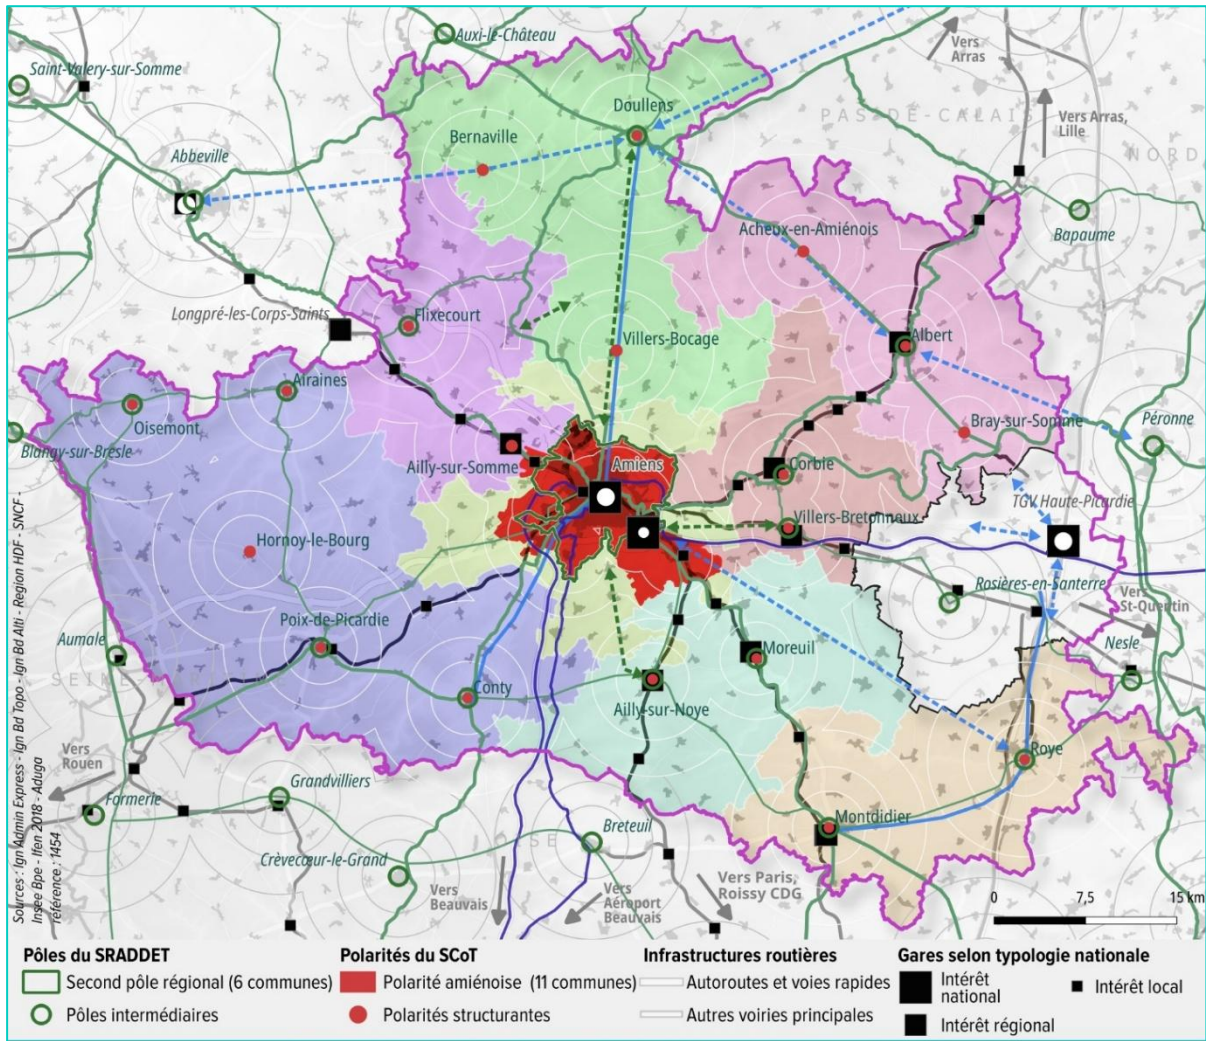 Auxi-le-Château
Vers
Arras
Saint-Valery-sur-Somme
Doullens
PAS-DE-CALAIS
Vers Arras,
Lille
Bernaville
NORD
Abbeville
Acheux-en-Amiénois
Bapaume
Longpré-les-Corps-Saints
Flixecourt
Villers-Bocage
Albert
Airaines
Oisemont
Bray-sur-Somme
Péronne
Blangy-sur-Bresle
Ailly-sur-Somme
Amiens
Corbie
TGV Haute-Picardie
Villers-Bretonneux
Hornoy-le-Bourg
Rosières-en-Santerre
Vers
St-Quentin
Poix-de-Picardie
Aumale
Moreuil
Nesle
SEINE-
Conty
Ailly-sur-Noye
Vers
Rouen
Roye
Grandvilliers
Formerie
Montdidier
Breteuil
OISE
Crèvecœur-le-Grand
Vers
Beauvais
Vers
Aéroport
Beauvais
Vers Paris,
Roissy CDG
0 7,5 15 km
Sources : Ign Admin Express - Ign Bd Topo - Ign Bd Alti - Region HDF - SNCF -
Insee Bpe - Ifen 2018 - Aduga
référence : 1454
Pôles du SRADDET
Second pôle régional (6 communes)
Pôles intermédiaires
Polarités du SCoT
Polarité amiénoise (11 communes)
Polarités structurantes
Infrastructures routières
Autoroutes et voies rapides
Autres voiries principales
Gares selon typologie nationale
Intérêt
national
Intérêt local
Intérêt régional